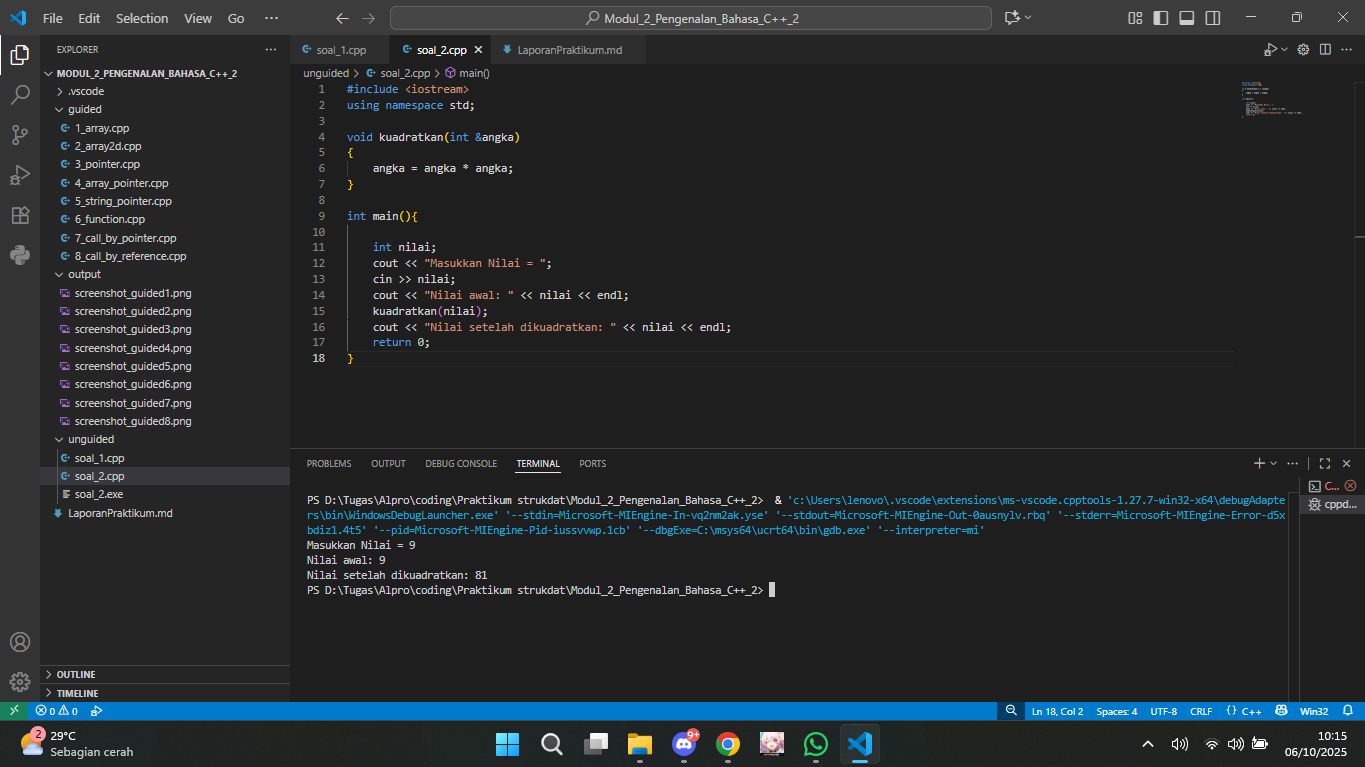 File Edit Selection View Go ··· Modul_2_Pengenalan_Bahasa_C++_2
EXPLORER ···
MODUL_2_PENGENALAN_BAHASA_C++_2
.vscode
guided
1_array.cpp
2_array2d.cpp
3_pointer.cpp
4_array_pointer.cpp
5_string_pointer.cpp
6_function.cpp
7_call_by_pointer.cpp
8_call_by_reference.cpp
output
screenshot_guided1.png
screenshot_guided2.png
screenshot_guided3.png
screenshot_guided4.png
screenshot_guided5.png
screenshot_guided6.png
screenshot_guided7.png
screenshot_guided8.png
unguided
soal_1.cpp
soal_2.cpp
soal_2.exe
LaporanPraktikum.md
OUTLINE
TIMELINE
soal_1.cpp soal_2.cpp LaporanPraktikum.md
unguided > soal_2.cpp > main()
1 #include <iostream>
2 using namespace std;
3
4 void kuadratkan(int &angka)
5 {
6 angka = angka * angka;
7 }
8
9 int main(){
10
11 int nilai;
12 cout << "Masukkan Nilai = ";
13 cin >> nilai;
14 cout << "Nilai awal: " << nilai << endl;
15 kuadratkan(nilai);
16 cout << "Nilai setelah dikuadratkan: " << nilai << endl;
17 return 0;
18 }
PROBLEMS OUTPUT DEBUG CONSOLE TERMINAL PORTS
PS D:\Tugas\Alpro\coding\Praktikum strukdat\Modul_2_Pengenalan_Bahasa_C++_2> & 'c:\Users\lenovo\.vscode\extensions\ms-vscode.cpptools-1.27.7-win32-x64\debugAdapte
rs\bin\WindowsDebugLauncher.exe' '--stdin=Microsoft-MIEngine-In-vq2nm2ak.yse' '--stdout=Microsoft-MIEngine-Out-0ausnylv.rbq' '--stderr=Microsoft-MIEngine-Error-d5x
bdiz1.4t5' '--pid=Microsoft-MIEngine-Pid-iussvvwp.1cb' '--dbgExe=C:\msys64\ucrt64\bin\gdb.exe' '--interpreter=mi'
Masukkan Nilai = 9
Nilai awal: 9
Nilai setelah dikuadratkan: 81
PS D:\Tugas\Alpro\coding\Praktikum strukdat\Modul_2_Pengenalan_Bahasa_C++_2>
C...
cppd...
0 0 Ln 18, Col 2 Spaces: 4 UTF-8 CRLF {} C++ Win32
2 29°C
Sebagian cerah
9+
10:15
06/10/2025